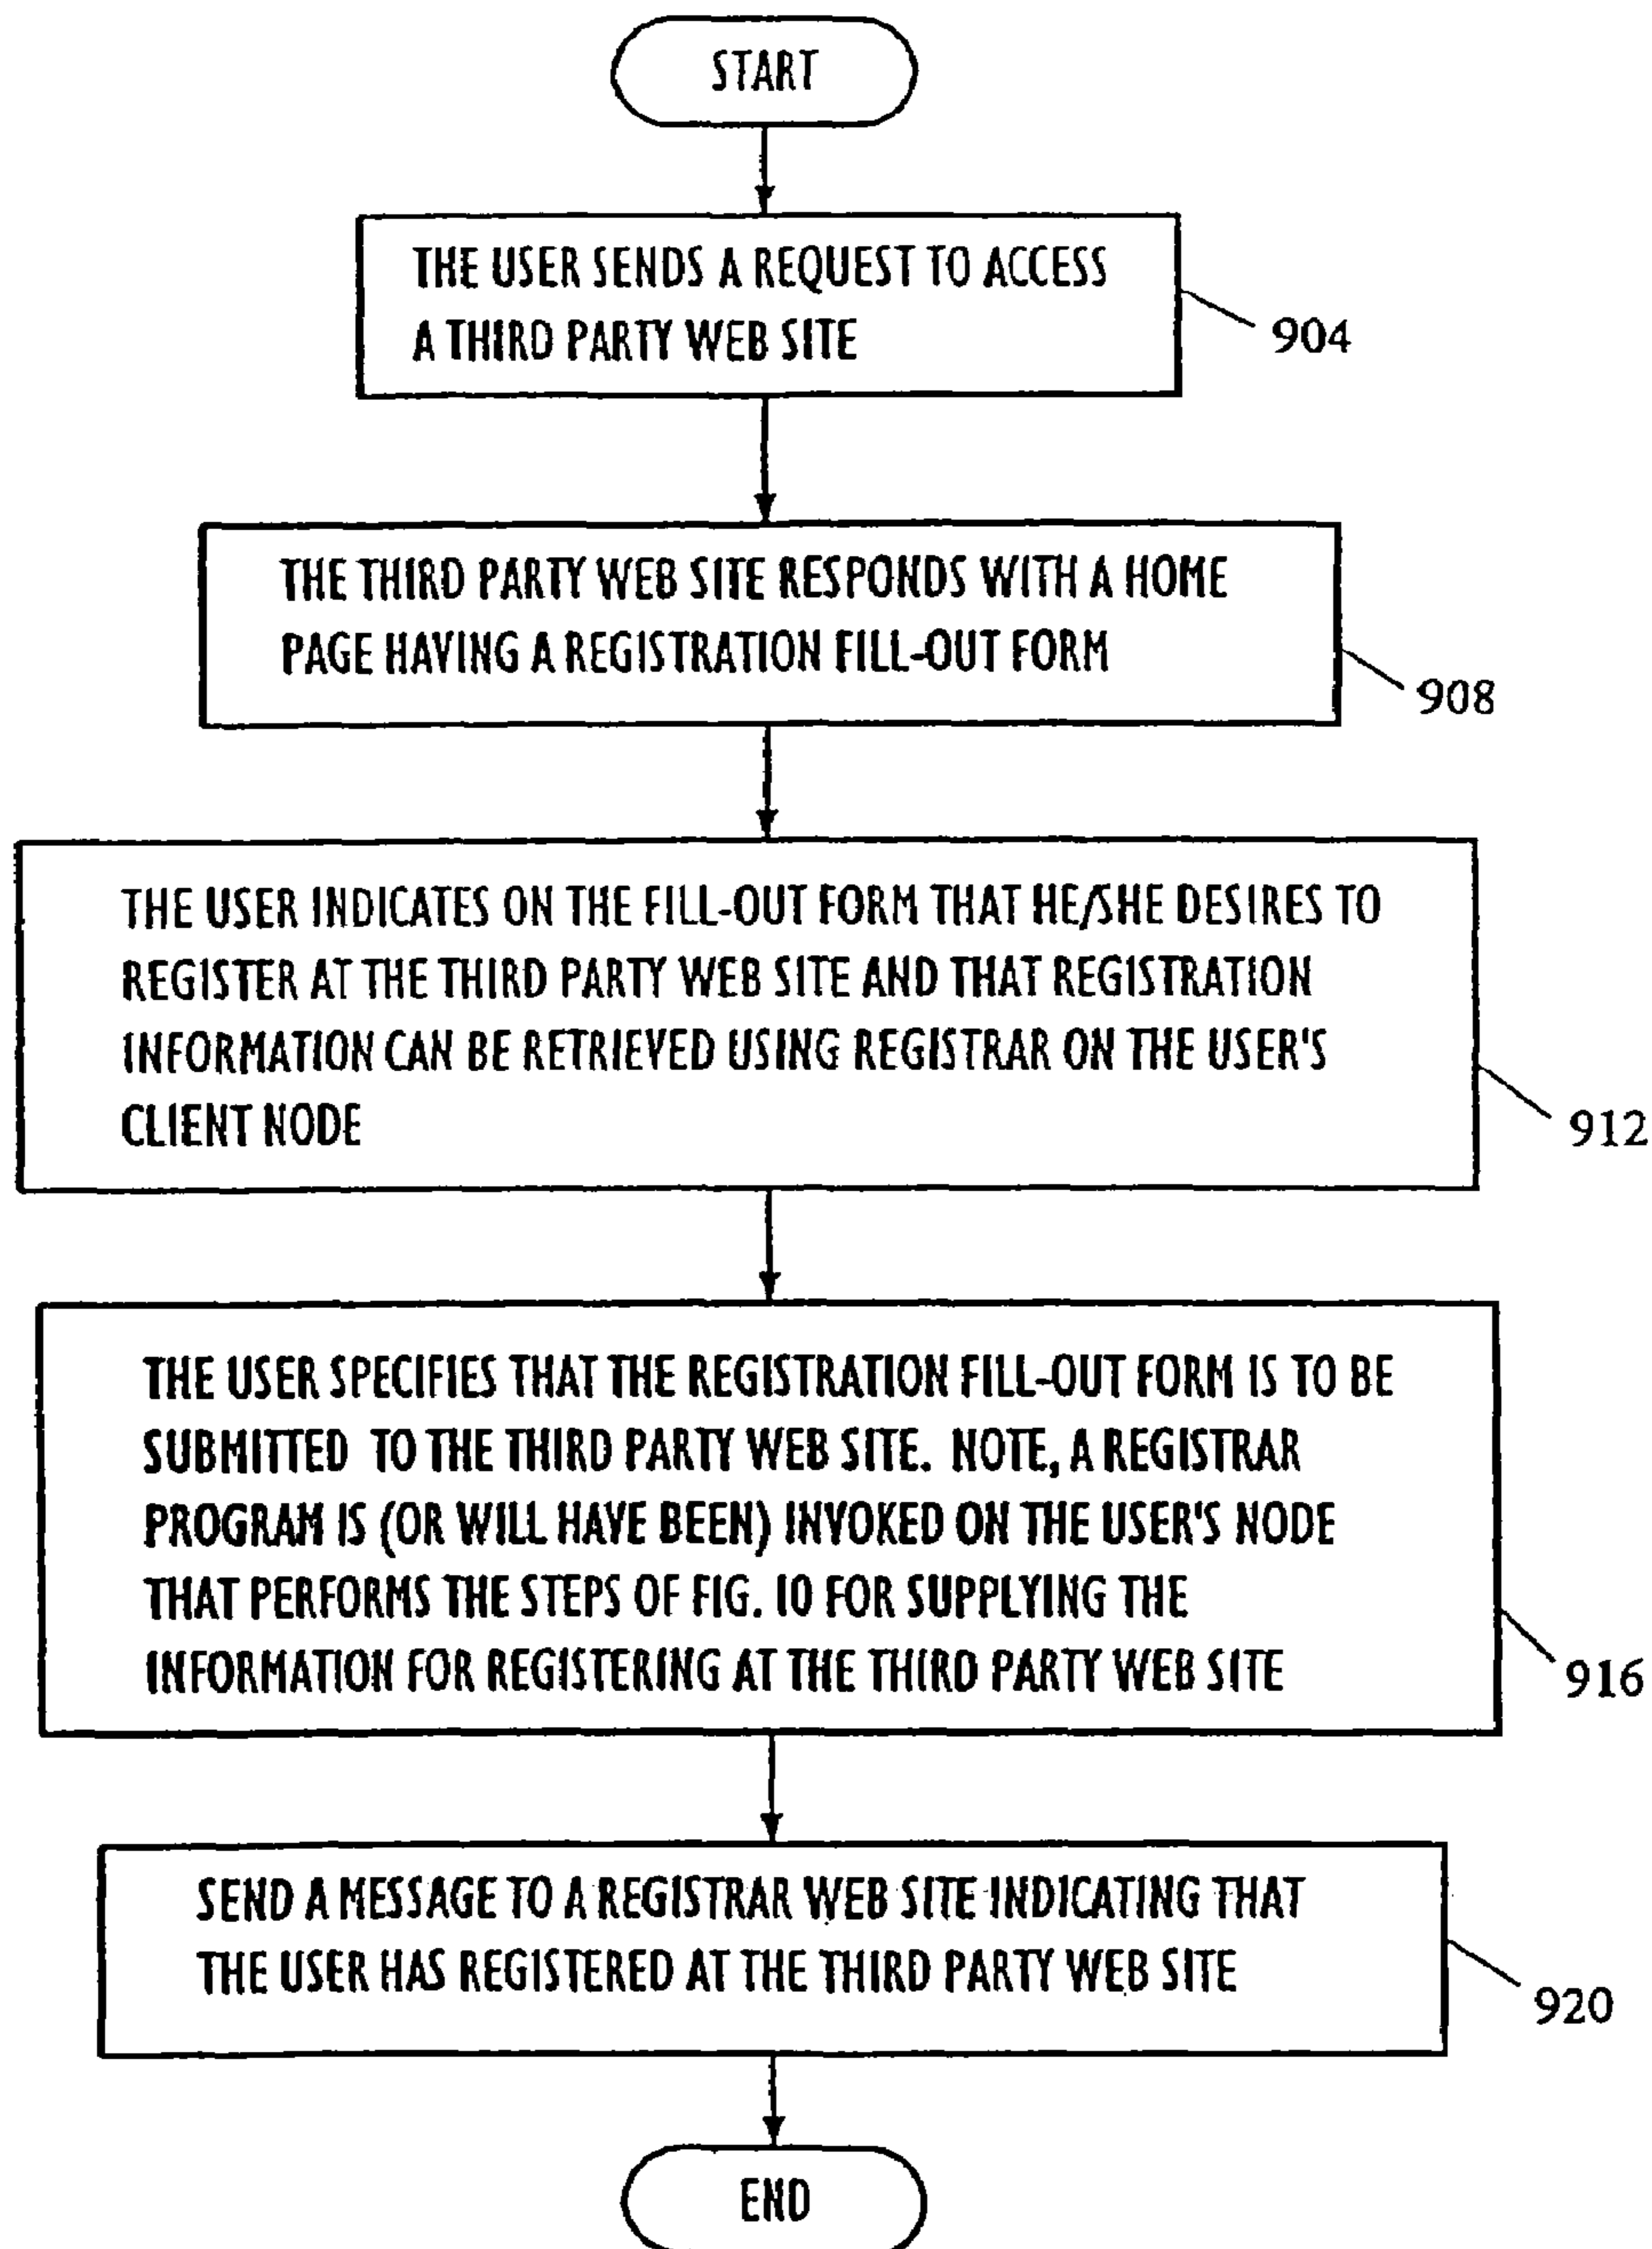 START
THE USER SENDS A REQUEST TO ACCESS
A THIRD PARTY WEB SITE
904
THE THIRD PARTY WEB SITE RESPONDS WITH A HOME
PAGE HAVING A REGISTRATION FILL-OUT FORM
908
THE USER INDICATES ON THE FILL-OUT FORM THAT HE/SHE DESIRES TO
REGISTER AT THE THIRD PARTY WEB SITE AND THAT REGISTRATION
INFORMATION CAN BE RETRIEVED USING REGISTRAR ON THE USER'S
CLIENT NODE
912
THE USER SPECIFIES THAT THE REGISTRATION FILL-OUT FORM IS TO BE
SUBMITTED TO THE THIRD PARTY WEB SITE. NOTE, A REGISTRAR
PROGRAM IS (OR WILL HAVE BEEN) INVOKED ON THE USER'S NODE
THAT PERFORMS THE STEPS OF FIG. 10 FOR SUPPLYING THE
INFORMATION FOR REGISTERING AT THE THIRD PARTY WEB SITE
916
SEND A MESSAGE TO A REGISTRAR WEB SITE INDICATING THAT
THE USER HAS REGISTERED AT THE THIRD PARTY WEB SITE
920
END